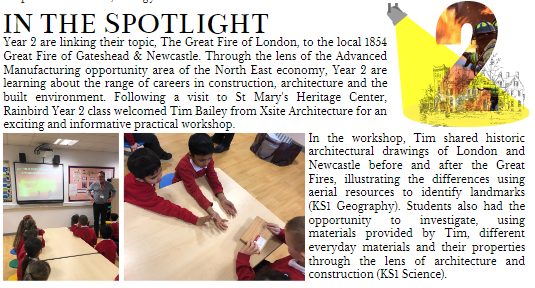 IN THE SPOTLIGHT
Year 2 are linking their topic, The Great Fire of London, to the local 1854
Great Fire of Gateshead & Newcastle. Through the lens of the Advanced
Manufacturing opportunity area of the North East economy, Year 2 are
learning about the range of careers in construction, architecture and the
built environment. Following a visit to St Mary's Heritage Center,
Rainbird Year 2 class welcomed Tim Bailey from Xsite Architecture for an
exciting and informative practical workshop.
In the workshop, Tim shared historic
architectural drawings of London and
Newcastle before and after the Great
Fires, illustrating the differences using
aerial resources to identify landmarks
(KS1 Geography). Students also had the
opportunity to investigate, using
materials provided by Tim, different
everyday materials and their properties
through the lens of architecture and
construction (KS1 Science).